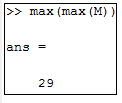 >> max(max(M))
ans =
29